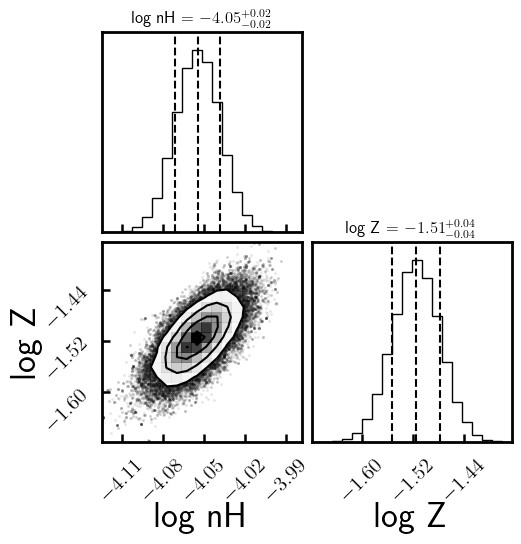 log nH = −4.05+0.02 −0.02
log Z = −1.51+0.04 −0.04
log Z
−1.44
−1.52
−1.60
−4.11 −4.08 −4.05 −4.02 −3.99
−1.60 −1.52 −1.44
log nH
log Z